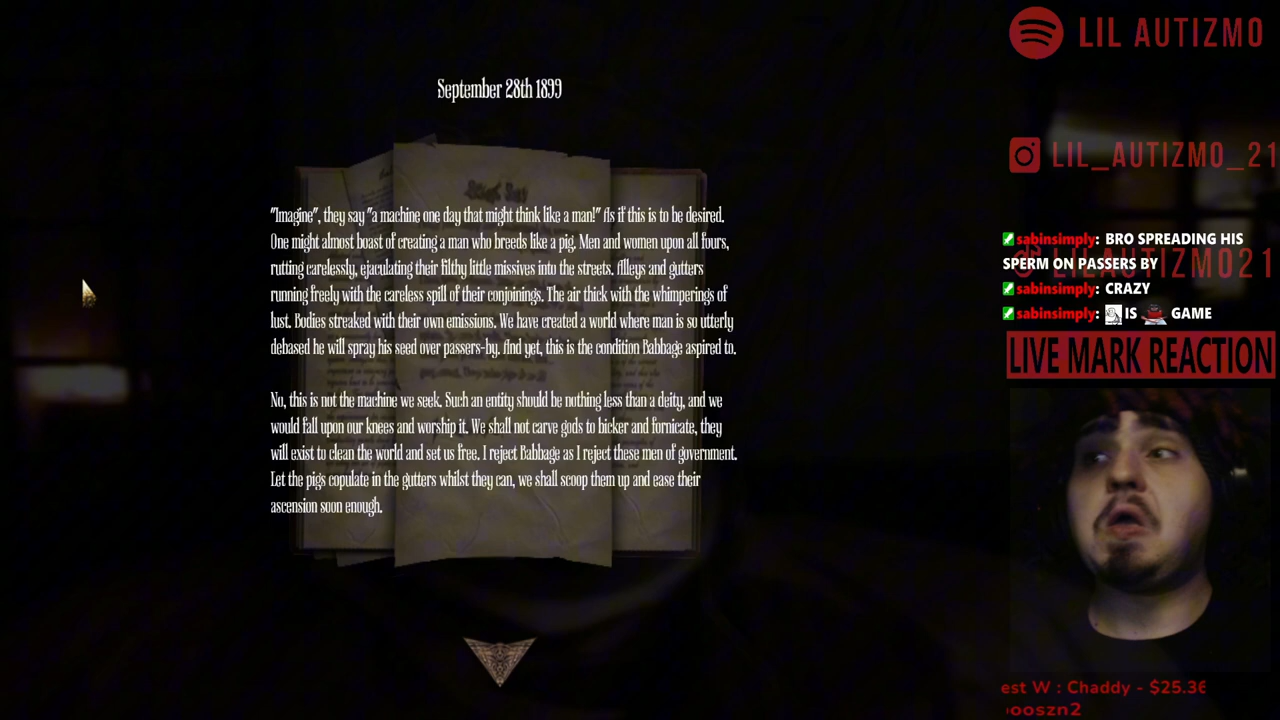 September 28th 1899
"Imagine", they say "a machine one day that might think like a man!" As if this is to be desired.
One might almost boast of creating a man who breeds like a pig. Men and women upon all fours,
rutting carelessly, ejaculating their filthy little missives into the streets. Alleys and gutters
running freely with the careless spill of their conjoinings. The air thick with the whimperings of
lust. Bodies streaked with their own emissions. We have created a world where man is so utterly
debased he will spray his seed over passers-by. And yet, this is the condition Babbage aspired to.
No, this is not the machine we seek. Such an entity should be nothing less than a deity, and we
would fall upon our knees and worship it. We shall not carve gods to bicker and fornicate, they
will exist to clean the world and set us free. I reject Babbage as I reject these men of government.
Let the pigs copulate in the gutters whilst they can, we shall scoop them up and ease their
ascension soon enough.
LIL AUTIZMO
LIL_AUTIZMO_21
sabinsimply: BRO SPREADING HIS
SPERM ON PASSERS BY
LILAUTIZMO21
sabinsimply: CRAZY
sabinsimply: IS GAME
LIVE MARK REACTION
est W : Chaddy - $25.36
ooszn2